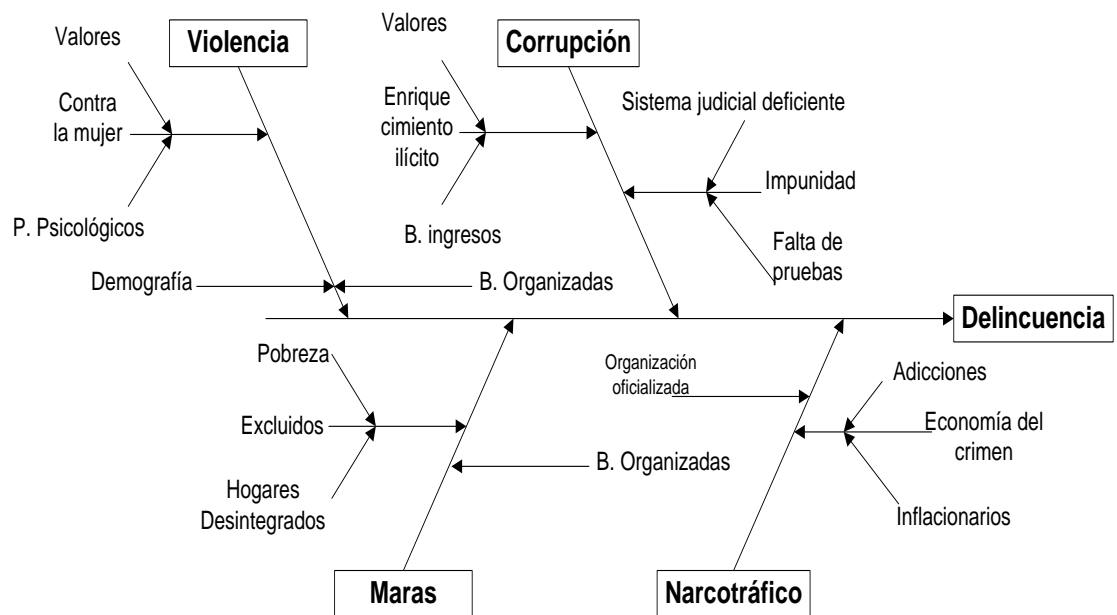 Valores
Violencia
Contra
la mujer
P. Psicológicos
Demografía
B. Organizadas
Valores
Corrupción
Enrique
cimiento
ilícito
B. ingresos
Sistema judicial deficiente
Impunidad
Falta de
pruebas
Delincuencia
Pobreza
Excluidos
Hogares
Desintegrados
B. Organizadas
Maras
Organización
oficializada
Adicciones
Economía del
crimen
Inflacionarios
Narcotráfico